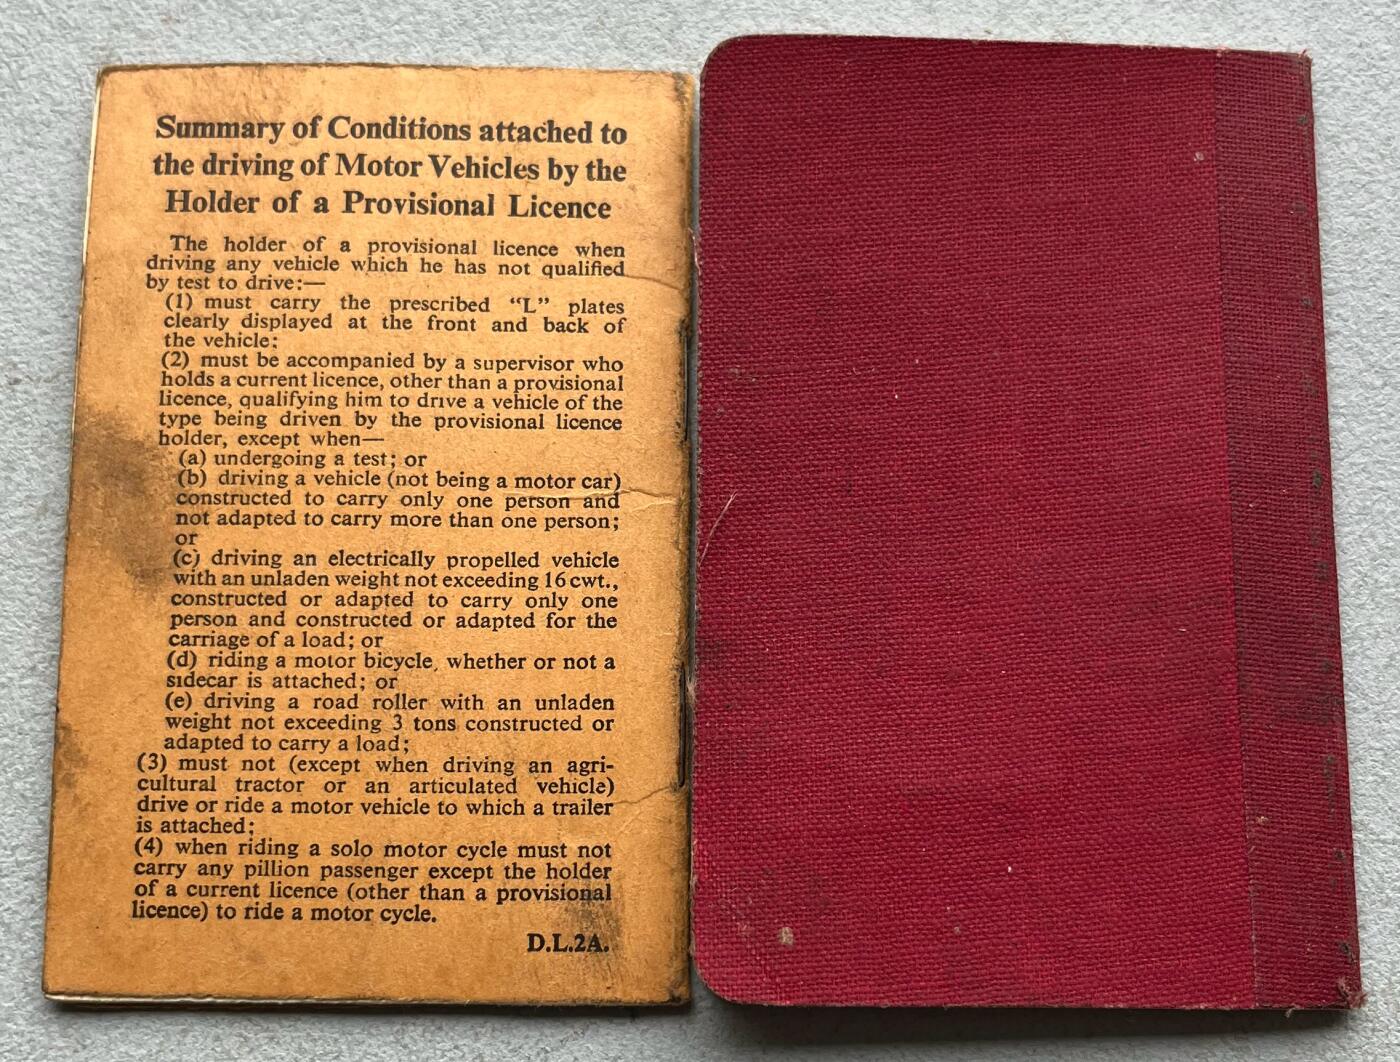 Summary of Conditions attached to
the driving of Motor Vehicles by the
Holder of a Provisional Licence
The holder of a provisional licence when
driving any vehicle which he has not qualified
by test to drive:—
(1) must carry the prescribed “L” plates
clearly displayed at the front and back of
the vehicle;
(2) must be accompanied by a supervisor who
holds a current licence, other than a provisional
licence, qualifying him to drive a vehicle of the
type being driven by the provisional licence
holder, except when—
(a) undergoing a test; or
(b) driving a vehicle (not being a motor car)
constructed to carry only one person and
not adapted to carry more than one person;
or
(c) driving an electrically propelled vehicle
with an unladen weight not exceeding 16 cwt.,
constructed or adapted to carry only one
person and constructed or adapted for the
carriage of a load; or
(d) riding a motor bicycle, whether or not a
sidecar is attached; or
(e) driving a road roller with an unladen
weight not exceeding 3 tons constructed or
adapted to carry a load;
(3) must not (except when driving an agri-
cultural tractor or an articulated vehicle)
drive or ride a motor vehicle to which a trailer
is attached;
(4) when riding a solo motor cycle must not
carry any pillion passenger except the holder
of a current licence (other than a provisional
licence) to ride a motor cycle.
D.L.2A.